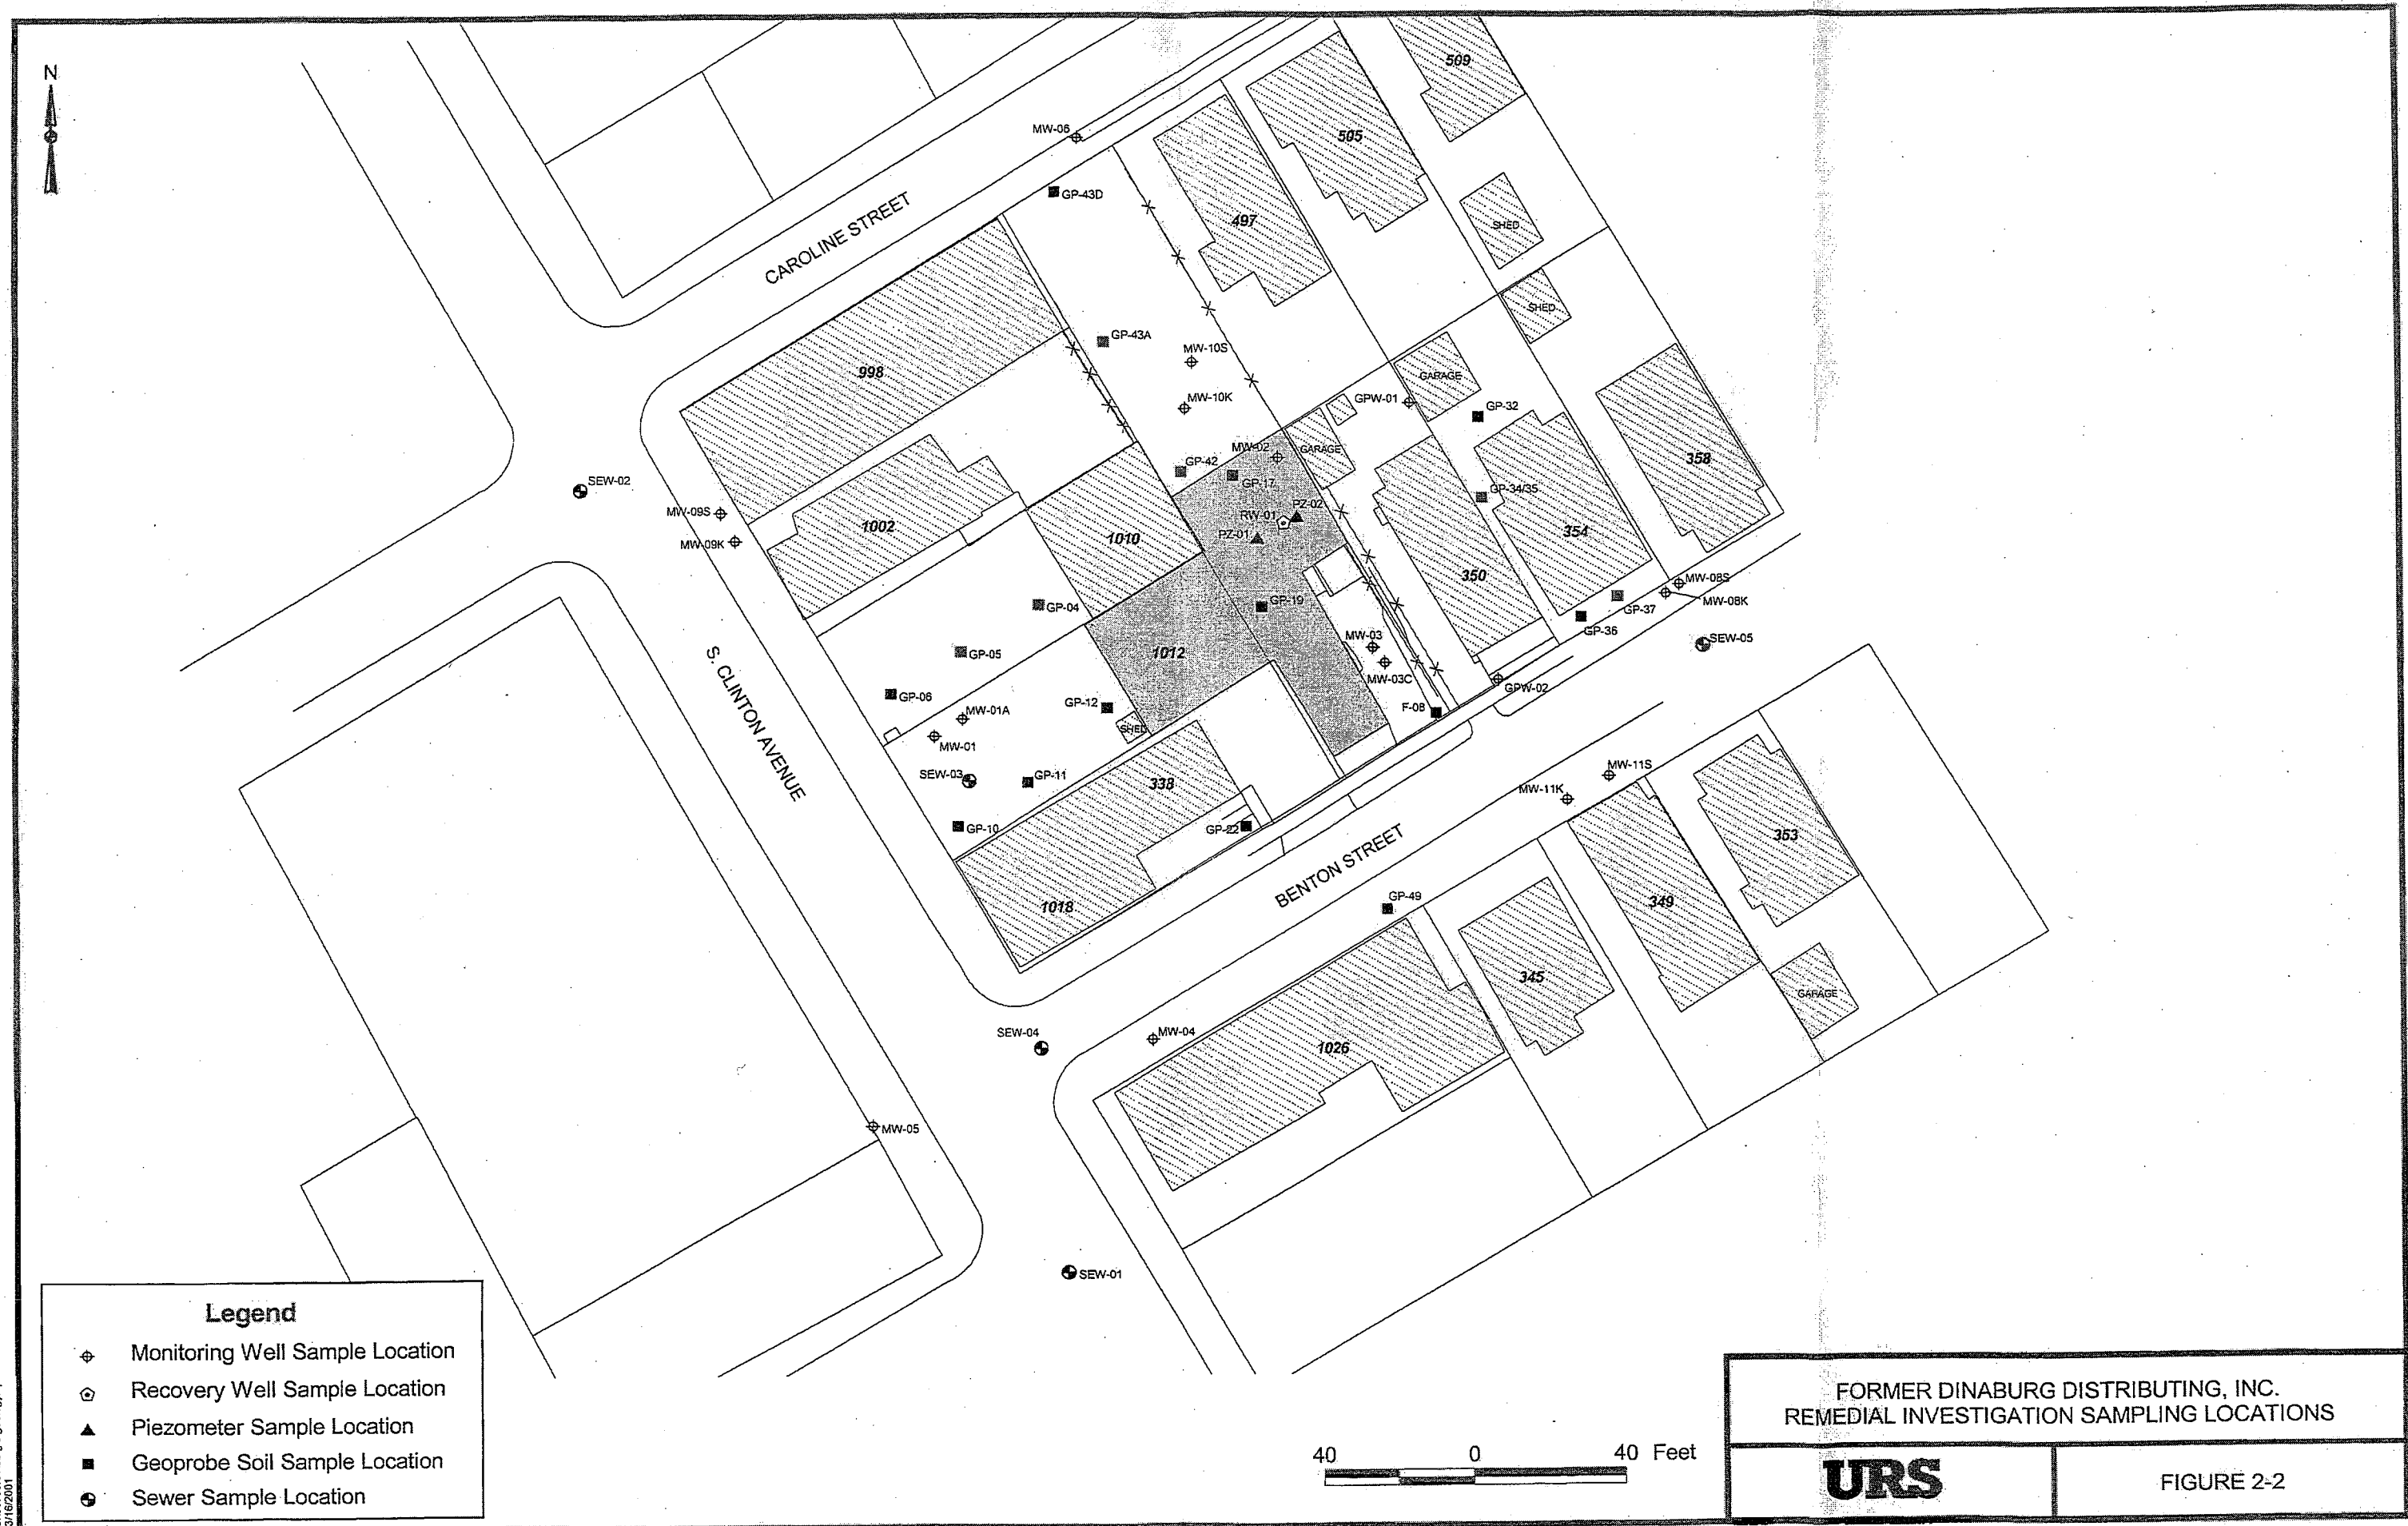 N
509
505
MW-06
GP-43D
CAROLINE STREET
497
SHED
SHED
GP-43A
MW-10S
998
GARAGE
MW-10K
GPW-01
GP-32
MW-02
GARAGE
358
GP-42
GP-17
SEW-02
GP-34/35
PZ-02
MW-09S
RW-01
1002
354
1010
PZ-01
MW-09K
350
MW-08S
GP-04
GP-19
GP-37
MW-08K
GP-36
MW-03
SEW-05
GP-05
1012
S. CLINTON AVENUE
MW-03C
GPW-02
GP-06
GP-12
F-08
MW-01A
SHED
MW-01
MW-11S
SEW-03
GP-11
338
MW-11K
GP-10
GP-22
353
BENTON STREET
GP-49
349
1018
345
GARAGE
SEW-04
MW-04
1026
MW-05
SEW-01
Legend
Monitoring Well Sample Location
Recovery Well Sample Location
Piezometer Sample Location
Geoprobe Soil Sample Location
Sewer Sample Location
40 0 40 Feet
FORMER DINABURG DISTRIBUTING, INC.
REMEDIAL INVESTIGATION SAMPLING LOCATIONS
URS
FIGURE 2-2
3/16/2001